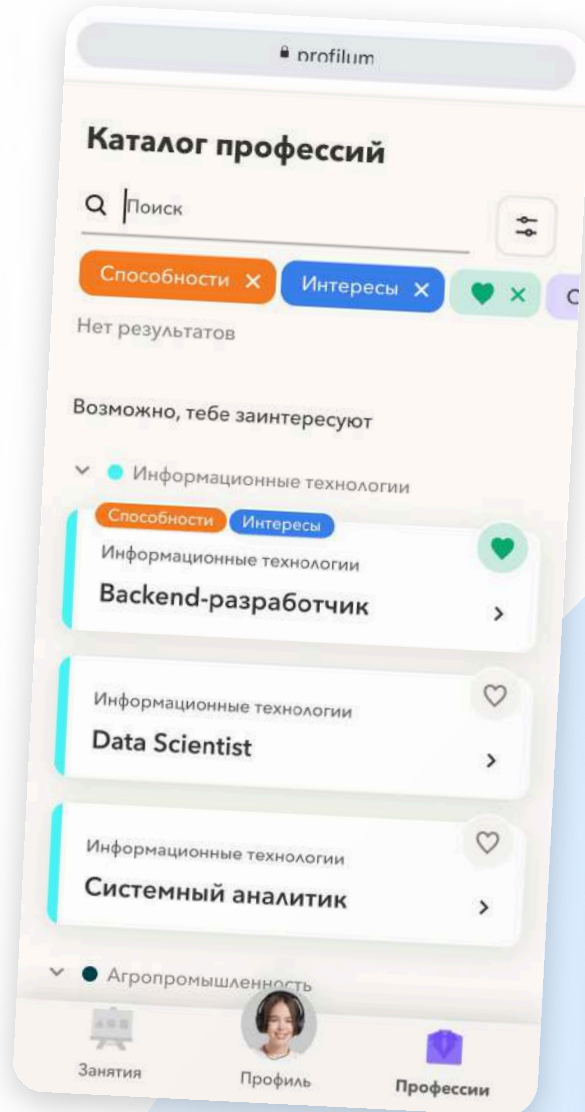 profilum
Каталог профессий
Поиск
Способности × Интересы ×
Нет результатов
Возможно, тебе заинтересуют
Информационные технологии
Способности Интересы
Информационные технологии
Backend-разработчик
Информационные технологии
Data Scientist
Информационные технологии
Системный аналитик
Агропромышленность
Занятия
Профиль
Профессии